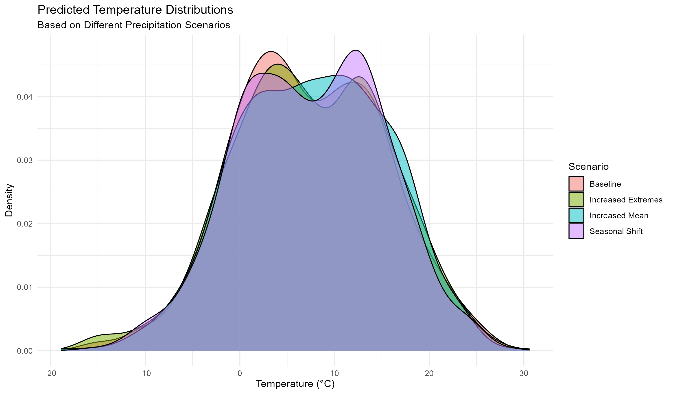 Predicted Temperature Distributions
Based on Different Precipitation Scenarios
Density
0.04
0.03
0.02
0.01
0.00
20
10
0
10
20
30
Temperature (°C)
Scenario
Baseline
Increased Extremes
Increased Mean
Seasonal Shift